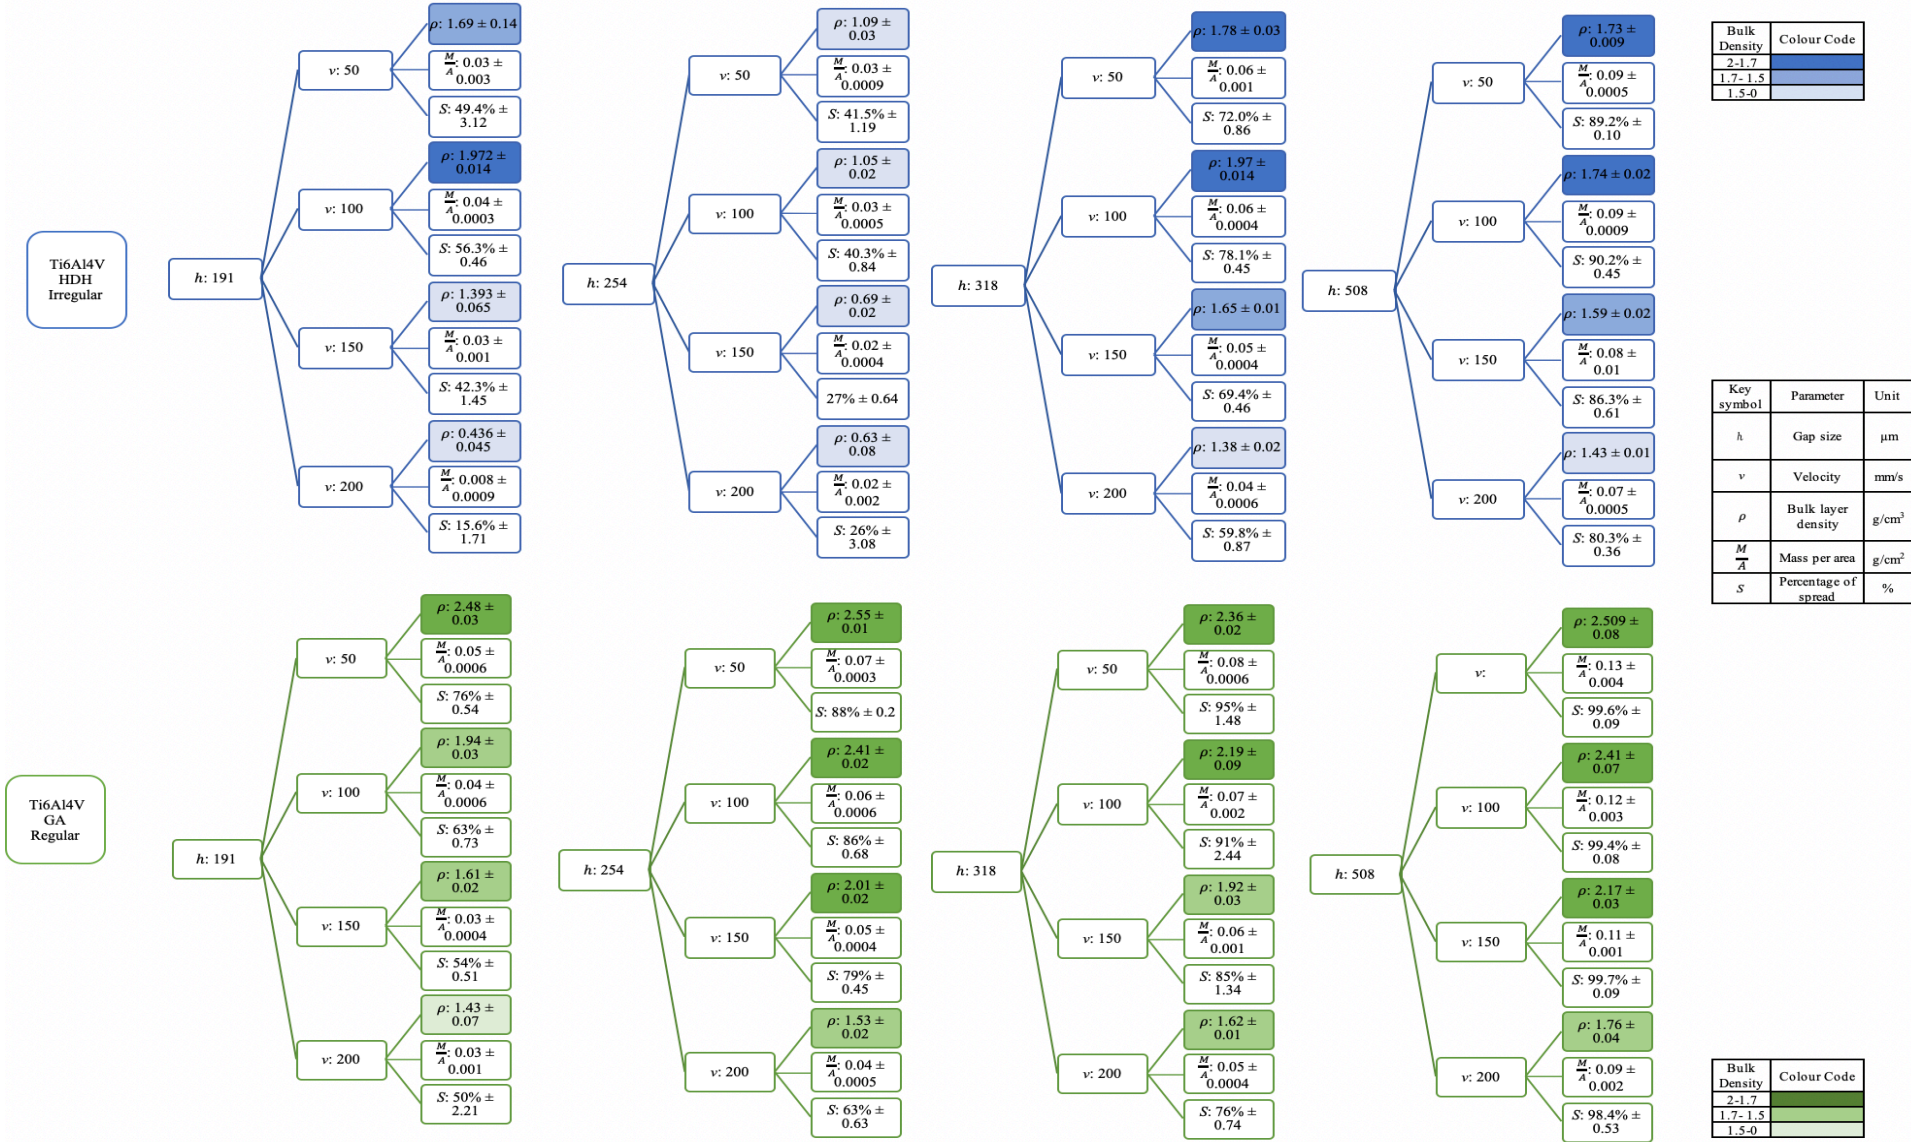 Ti6Al4V
HDH
Irregular
h: 191
v: 50
ρ: 1.69 ± 0.14
M/A: 0.03 ±
0.003
S: 49.4% ±
3.12
v: 100
ρ: 1.972 ±
0.014
M/A: 0.04 ±
0.0003
S: 56.3% ±
0.46
v: 150
ρ: 1.393 ±
0.065
M/A: 0.03 ±
0.001
S: 42.3% ±
1.45
v: 200
ρ: 0.436 ±
0.045
M/A: 0.008 ±
0.0009
S: 15.6% ±
1.71
h: 254
v: 50
ρ: 1.09 ±
0.03
M/A: 0.03 ±
0.0009
S: 41.5% ±
1.19
v: 100
ρ: 1.05 ±
0.02
M/A: 0.03 ±
0.0005
S: 40.3% ±
0.84
v: 150
ρ: 0.69 ±
0.02
M/A: 0.02 ±
0.0004
27% ± 0.64
v: 200
ρ: 0.63 ±
0.08
M/A: 0.02 ±
0.002
S: 26% ±
3.08
h: 318
v: 50
ρ: 1.78 ± 0.03
M/A: 0.06 ±
0.001
S: 72.0% ±
0.86
v: 100
ρ: 1.97 ±
0.014
M/A: 0.06 ±
0.0004
S: 78.1% ±
0.45
v: 150
ρ: 1.65 ± 0.01
M/A: 0.05 ±
0.0004
S: 69.4% ±
0.46
v: 200
ρ: 1.38 ± 0.02
M/A: 0.04 ±
0.0006
S: 59.8% ±
0.87
h: 508
v: 50
ρ: 1.73 ±
0.009
M/A: 0.09 ±
0.0005
S: 89.2% ±
0.10
v: 100
ρ: 1.74 ± 0.02
M/A: 0.09 ±
0.0009
S: 90.2% ±
0.45
v: 150
ρ: 1.59 ± 0.02
M/A: 0.08 ±
0.01
S: 86.3% ±
0.61
v: 200
ρ: 1.43 ± 0.01
M/A: 0.07 ±
0.0005
S: 80.3% ±
0.36
Bulk
Density Colour Code
2-1.7
1.7- 1.5
1.5-0
Key
symbol Parameter Unit
h Gap size μm
v Velocity mm/s
ρ Bulk layer
density g/cm³
M/A Mass per area g/cm²
S Percentage of
spread %
Ti6Al4V
GA
Regular
h: 191
v: 50
ρ: 2.48 ±
0.03
M/A: 0.05 ±
0.0006
S: 76% ±
0.54
v: 100
ρ: 1.94 ±
0.03
M/A: 0.04 ±
0.0006
S: 63% ±
0.73
v: 150
ρ: 1.61 ±
0.02
M/A: 0.03 ±
0.0004
S: 54% ±
0.51
v: 200
ρ: 1.43 ±
0.07
M/A: 0.03 ±
0.001
S: 50% ±
2.21
h: 254
v: 50
ρ: 2.55 ±
0.01
M/A: 0.07 ±
0.0003
S: 88% ± 0.2
v: 100
ρ: 2.41 ±
0.02
M/A: 0.06 ±
0.0006
S: 86% ±
0.68
v: 150
ρ: 2.01 ±
0.02
M/A: 0.05 ±
0.0004
S: 79% ±
0.45
v: 200
ρ: 1.53 ±
0.02
M/A: 0.04 ±
0.0005
S: 63% ±
0.63
h: 318
v: 50
ρ: 2.36 ±
0.02
M/A: 0.08 ±
0.0006
S: 95% ±
1.48
v: 100
ρ: 2.19 ±
0.09
M/A: 0.07 ±
0.002
S: 91% ±
2.44
v: 150
ρ: 1.92 ±
0.03
M/A: 0.06 ±
0.001
S: 85% ±
1.34
v: 200
ρ: 1.62 ±
0.01
M/A: 0.05 ±
0.0004
S: 76% ±
0.74
h: 508
v:
ρ: 2.509 ±
0.08
M/A: 0.13 ±
0.004
S: 99.6% ±
0.09
v: 100
ρ: 2.41 ±
0.07
M/A: 0.12 ±
0.003
S: 99.4% ±
0.08
v: 150
ρ: 2.17 ±
0.03
M/A: 0.11 ±
0.001
S: 99.7% ±
0.09
v: 200
ρ: 1.76 ±
0.04
M/A: 0.09 ±
0.002
S: 98.4% ±
0.53
Bulk
Density Colour Code
2-1.7
1.7- 1.5
1.5-0